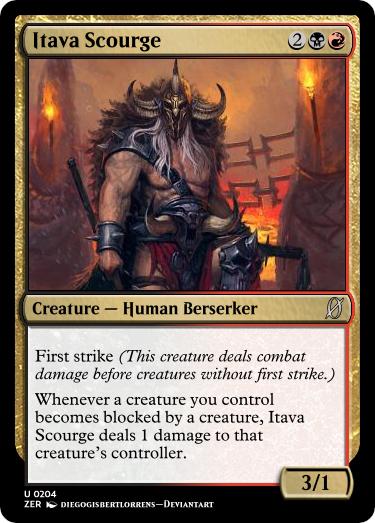 Itava Scourge 2
Creature — Human Berserker
First strike (This creature deals combat
damage before creatures without first strike.)
Whenever a creature you control
becomes blocked by a creature, Itava
Scourge deals 1 damage to that
creature's controller.
3/1
U 0204
ZER DIEGOGISBERTLLORENS—DEVIANTART